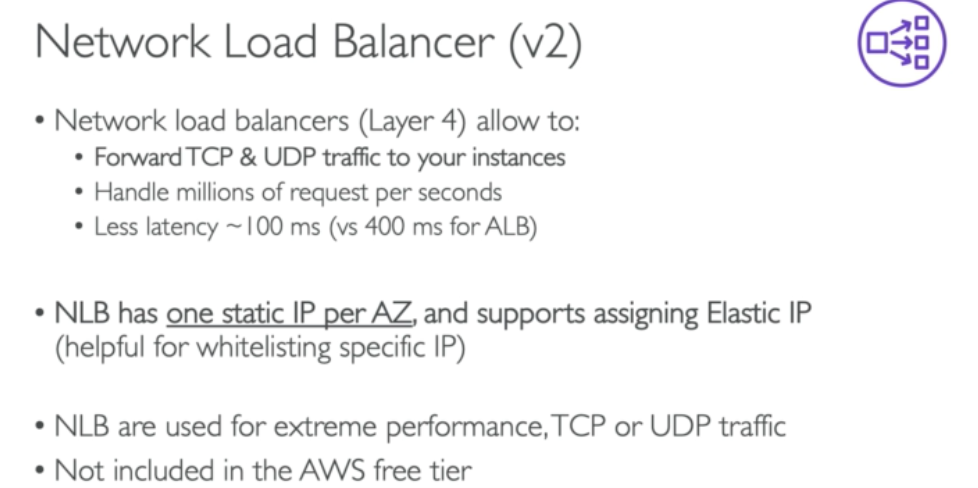 Network Load Balancer (v2)
• Network load balancers (Layer 4) allow to:
• Forward TCP & UDP traffic to your instances
• Handle millions of request per seconds
• Less latency ~100 ms (vs 400 ms for ALB)
• NLB has one static IP per AZ, and supports assigning Elastic IP
(helpful for whitelisting specific IP)
• NLB are used for extreme performance, TCP or UDP traffic
• Not included in the AWS free tier